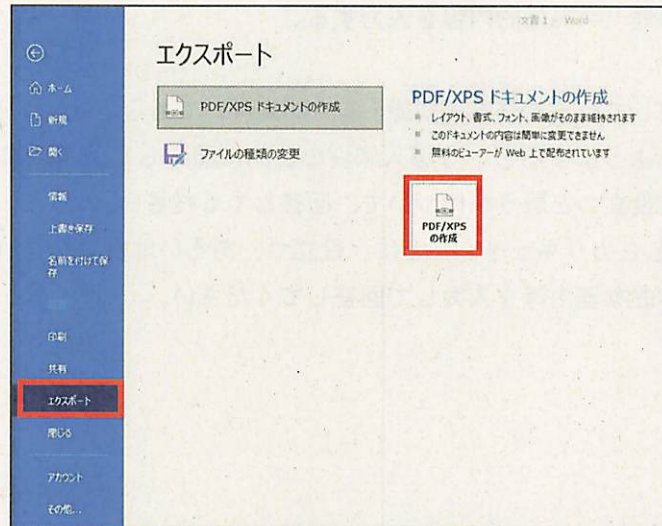 文書1 - Word
ホーム
新規
開く
情報
上書き保存
名前を付けて保
存
印刷
共有
エクスポート
閉じる
アカウント
その他...
エクスポート
PDF/XPS ドキュメントの作成
ファイルの種類の変更
PDF/XPS ドキュメントの作成
レイアウト、書式、フォント、画像がそのまま維持されます
このドキュメントの内容は簡単に変更できません
無料のビューアーが Web 上で配布されています
PDF/XPS
の作成